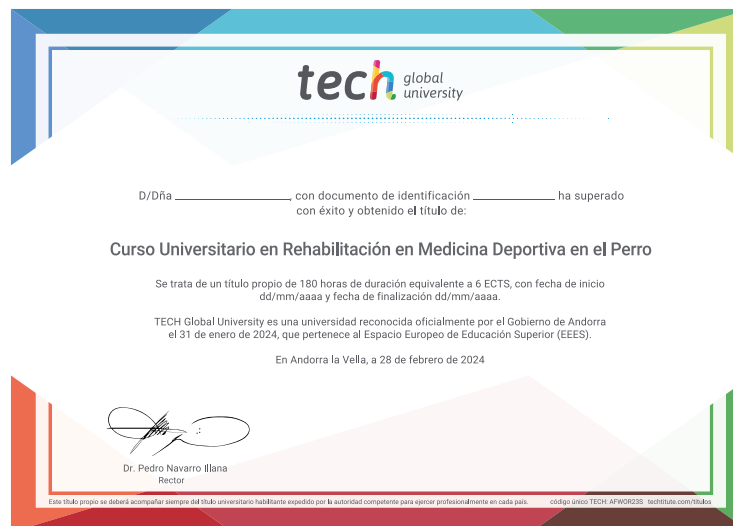 tech global university
D/Dña ____________, con documento de identificación ____________ ha superado
con éxito y obtenido el título de:
Curso Universitario en Rehabilitación en Medicina Deportiva en el Perro
Se trata de un título propio de 180 horas de duración equivalente a 6 ECTS, con fecha de inicio
dd/mm/aaaa y fecha de finalización dd/mm/aaaa.
TECH Global University es una universidad reconocida oficialmente por el Gobierno de Andorra
el 31 de enero de 2024, que pertenece al Espacio Europeo de Educación Superior (EEES).
En Andorra la Vella, a 28 de febrero de 2024
Dr. Pedro Navarro Illana
Rector
Este título propio se deberá acompañar siempre del título universitario habilitante expedido por la autoridad competente para ejercer profesionalmente en cada país. código único TECH: AFWOR23S techtitute.com/titulos